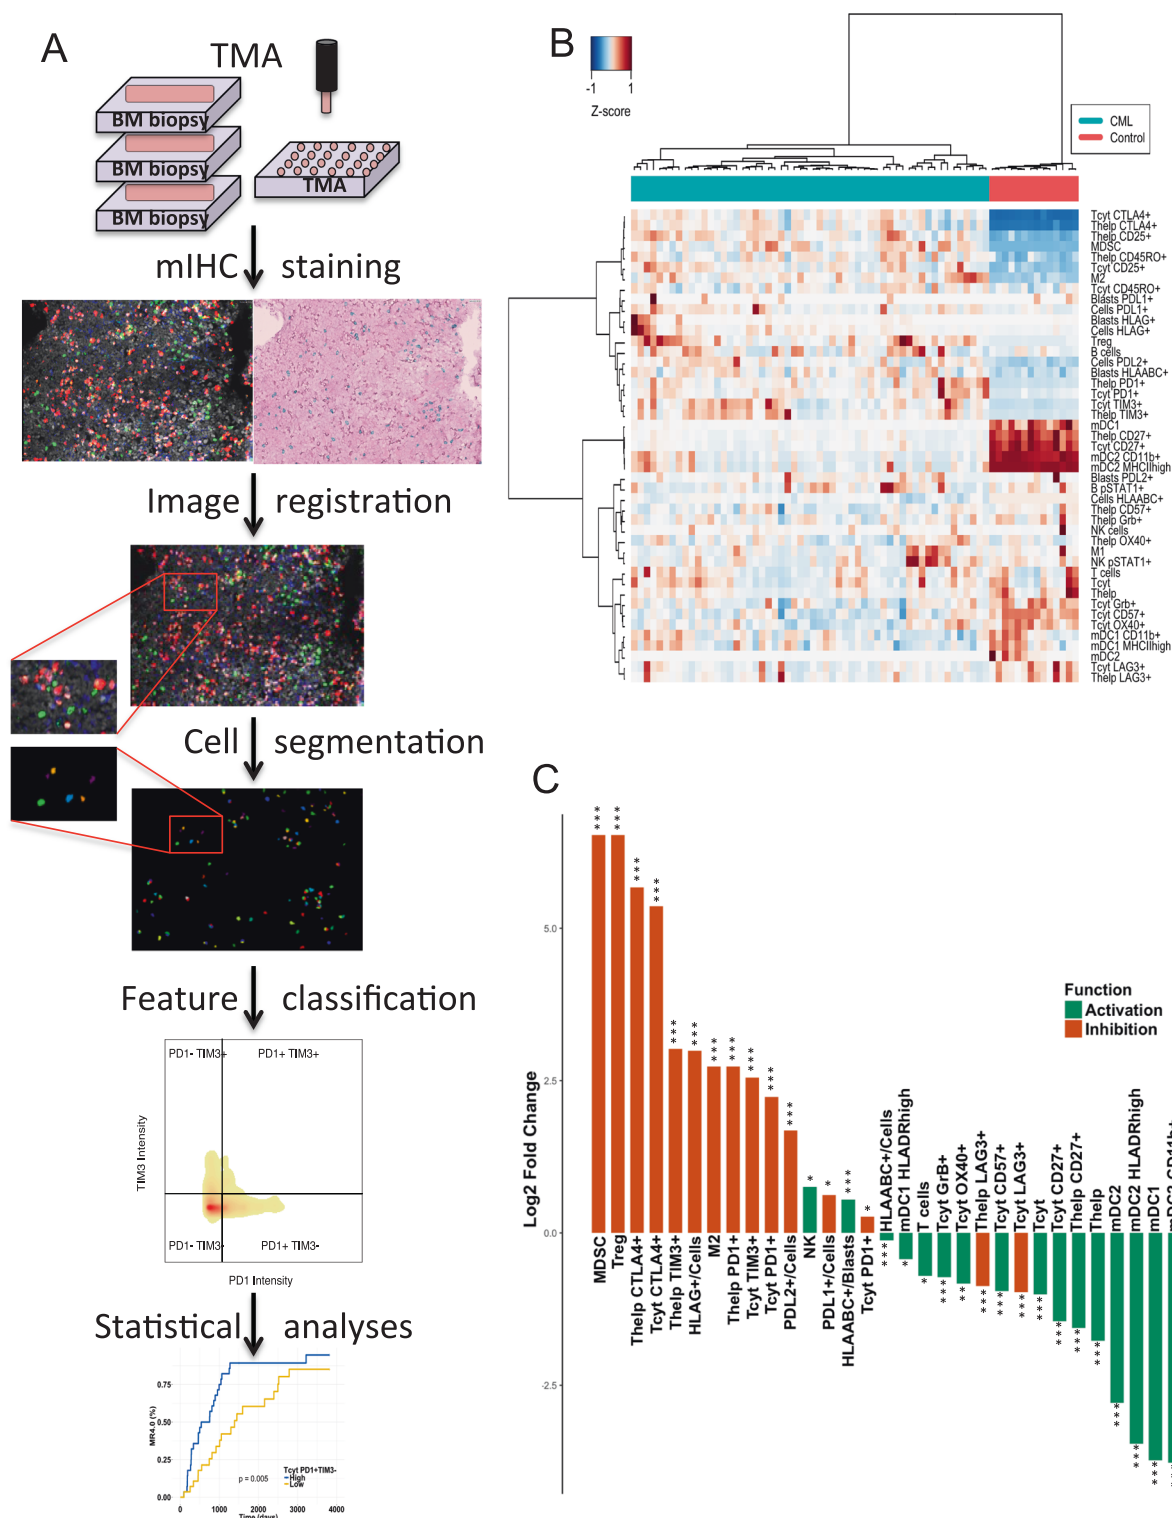 A
TMA
BM biopsy
BM biopsy
BM biopsy
TMA
mIHC staining
Image registration
Cell segmentation
Feature classification
PD1- TIM3+
PD1+ TIM3+
TIM3 Intensity
PD1- TIM3-
PD1+ TIM3-
PD1 Intensity
Statistical analyses
MR4.0 (%)
0.75
0.50
0.25
0.00
p = 0.005
Tcyt PD1+TIM3-
High
Low
0 1000 2000 3000 4000
Time (days)
B
-1 1
Z-score
CML
Control
Tcyt CTLA4+
Thelp CTLA4+
Thelp CD25+
MDSC
Thelp CD45RO+
Tcyt CD25+
M2
Tcyt CD45RO+
Blasts PDL1+
Cells PDL1+
Blasts HLAG+
Cells HLAG+
Treg
B cells
Cells PDL2+
Blasts HLAABC+
Thelp PD1+
Tcyt PD1+
Tcyt TIM3+
Thelp TIM3+
mDC1
Thelp CD27+
Tcyt CD27+
mDC2 CD11b+
mDC2 MHCIIhigh
Blasts PDL2+
B pSTAT1+
Cells HLAABC+
Thelp CD57+
Thelp Grb+
NK cells
Thelp OX40+
M1
NK pSTAT1+
T cells
Tcyt
Thelp
Tcyt Grb+
Tcyt CD57+
Tcyt OX40+
mDC1 CD11b+
mDC1 MHCIIhigh
mDC2
Tcyt LAG3+
Thelp LAG3+
C
Log2 Fold Change
5.0
2.5
0.0
-2.5
Function
Activation
Inhibition
*** MDSC
*** Treg
*** Thelp CTLA4+
*** Tcyt CTLA4+
*** Thelp TIM3+
*** HLAG+/Cells
*** M2
*** Thelp PD1+
*** Tcyt TIM3+
*** Tcyt PD1+
*** PDL2+/Cells
* NK
* PDL1+/Cells
*** HLAABC+/Blasts
* Tcyt PD1+
*** HLAABC+/Cells
* mDC1 HLADRhigh
* T cells
*** Tcyt GrB+
** Tcyt OX40+
*** Thelp LAG3+
*** Tcyt CD57+
*** Tcyt LAG3+
*** Tcyt
*** Tcyt CD27+
*** Thelp CD27+
*** Thelp
*** mDC2
*** mDC2 HLADRhigh
*** mDC1
mDC2 CD11b+